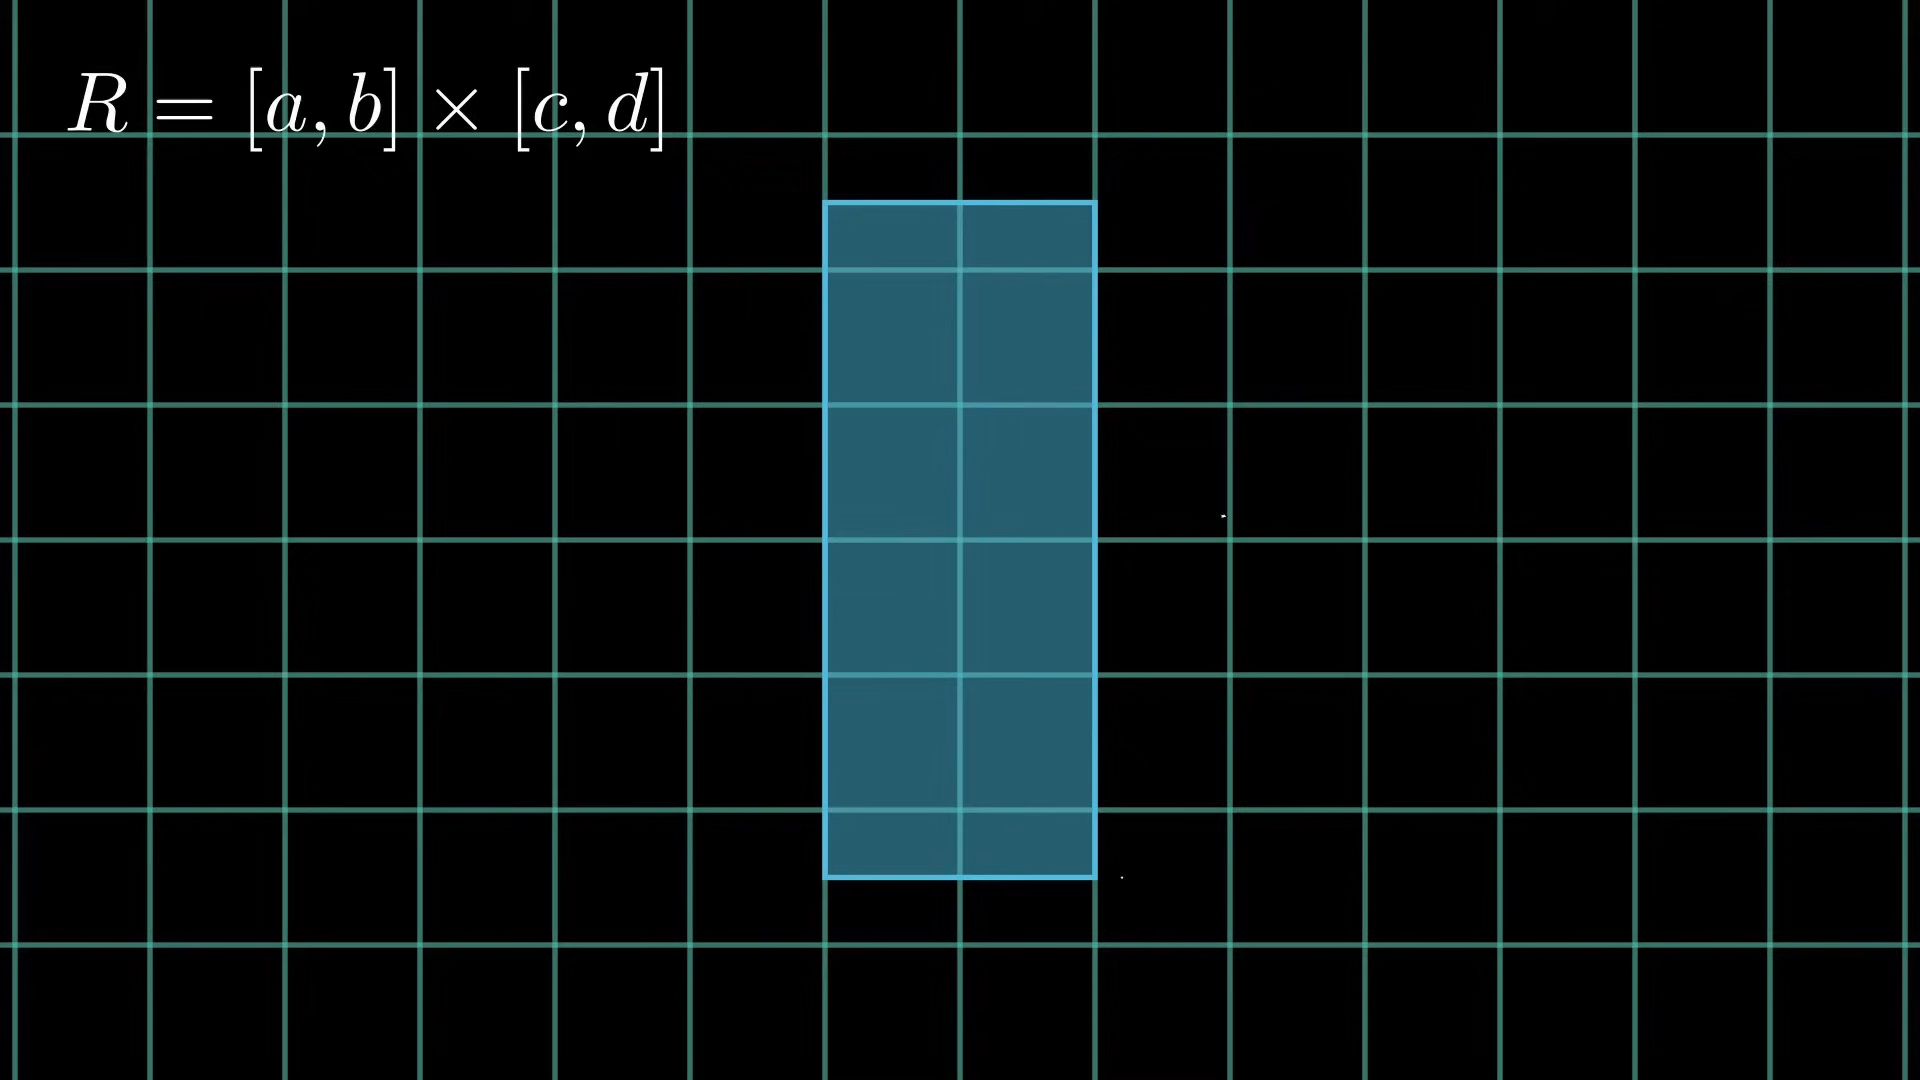 R = [a, b] × [c, d]